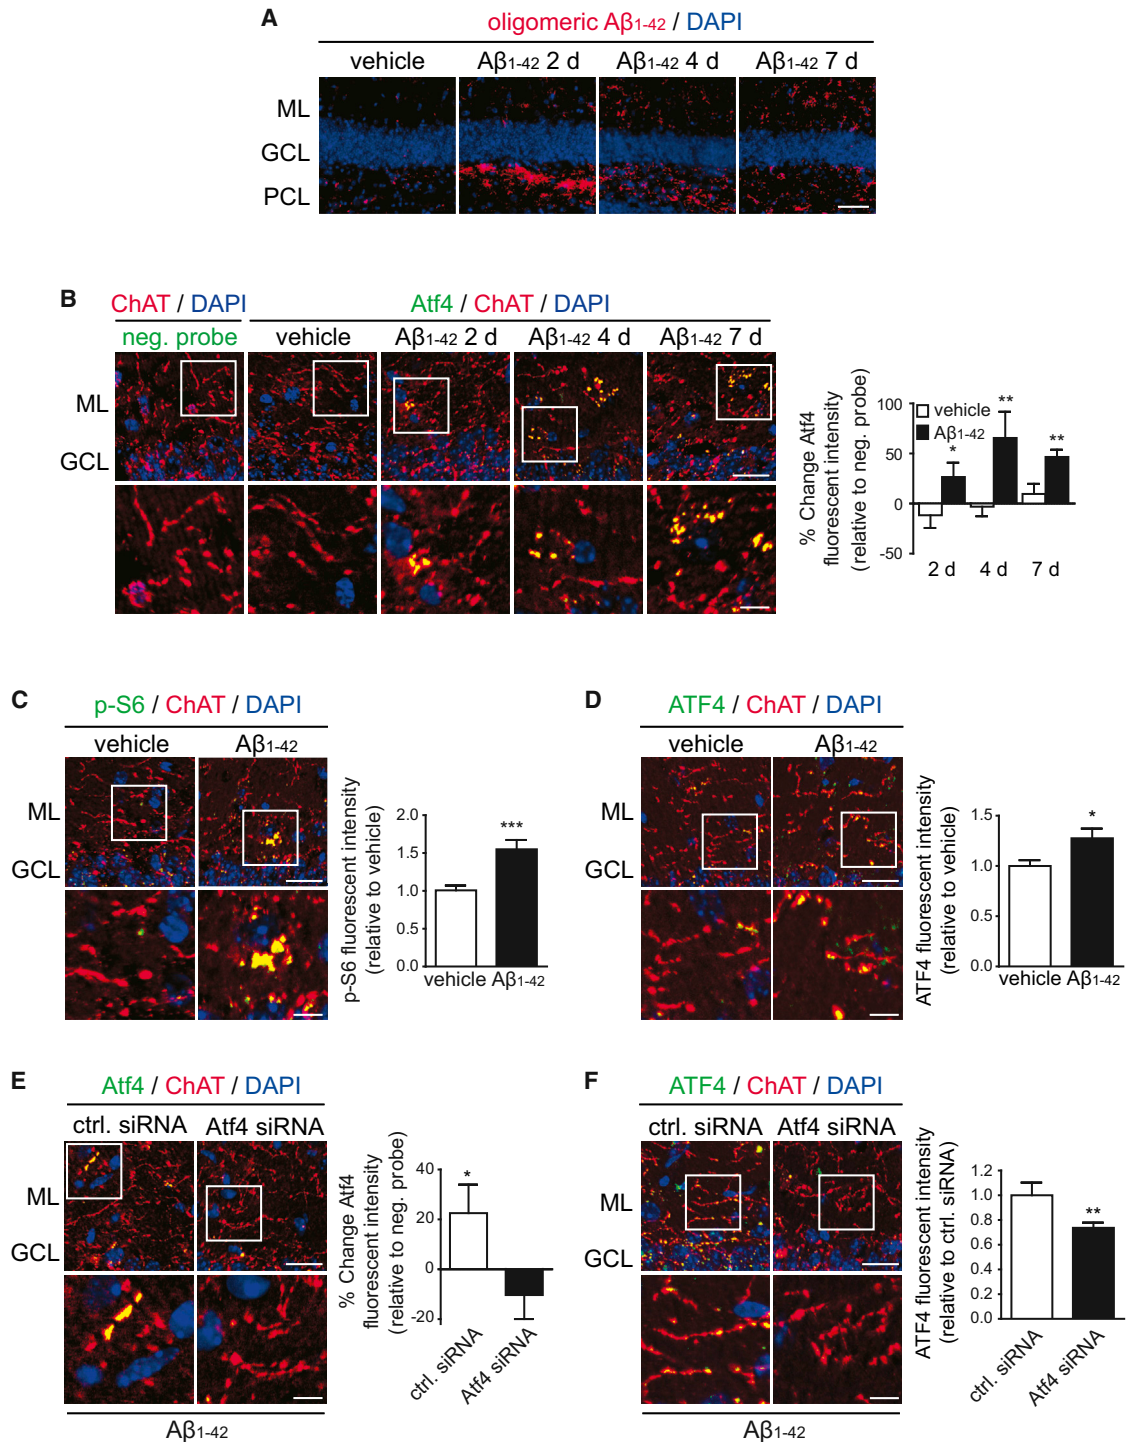 A
oligomeric Aβ1-42 / DAPI
vehicle Aβ1-42 2 d Aβ1-42 4 d Aβ1-42 7 d
ML
GCL
PCL
B
ChAT / DAPI Atf4 / ChAT / DAPI
neg. probe vehicle Aβ1-42 2 d Aβ1-42 4 d Aβ1-42 7 d
ML
GCL
% Change Atf4
fluorescent intensity
(relative to neg. probe)
100
50
0
-50
vehicle
Aβ1-42
*
**
**
2 d 4 d 7 d
C
p-S6 / ChAT / DAPI
vehicle Aβ1-42
ML
GCL
p-S6 fluorescent intensity
(relative to vehicle)
2.0
1.5
1.0
0.5
0.0
***
vehicle Aβ1-42
D
ATF4 / ChAT / DAPI
vehicle Aβ1-42
ML
GCL
ATF4 fluorescent intensity
(relative to vehicle)
1.5
1.0
0.5
0.0
*
vehicle Aβ1-42
E
Atf4 / ChAT / DAPI
ctrl. siRNA Atf4 siRNA
ML
GCL
Aβ1-42
% Change Atf4
fluorescent intensity
(relative to neg. probe)
40
20
0
-20
*
ctrl. siRNA
Atf4 siRNA
F
ATF4 / ChAT / DAPI
ctrl. siRNA Atf4 siRNA
ML
GCL
Aβ1-42
ATF4 fluorescent intensity
(relative to ctrl. siRNA)
1.2
1.0
0.8
0.6
0.4
0.2
0.0
**
ctrl. siRNA
Atf4 siRNA